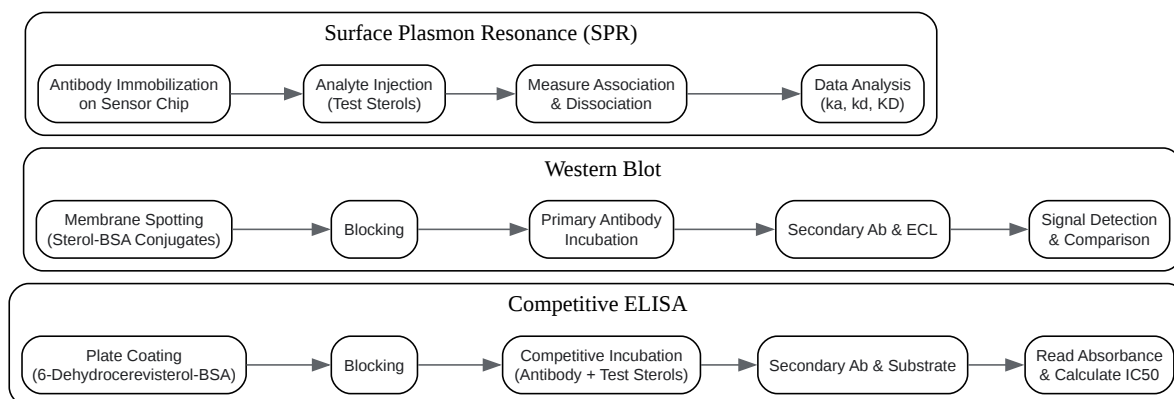 Surface Plasmon Resonance (SPR)
Antibody Immobilization
on Sensor Chip
Analyte Injection
(Test Sterols)
Measure Association
& Dissociation
Data Analysis
(ka, kd, KD)
Western Blot
Membrane Spotting
(Sterol-BSA Conjugates)
Blocking
Primary Antibody
Incubation
Secondary Ab & ECL
Signal Detection
& Comparison
Competitive ELISA
Plate Coating
(6-Dehydrocerevisterol-BSA)
Blocking
Competitive Incubation
(Antibody + Test Sterols)
Secondary Ab & Substrate
Read Absorbance
& Calculate IC50